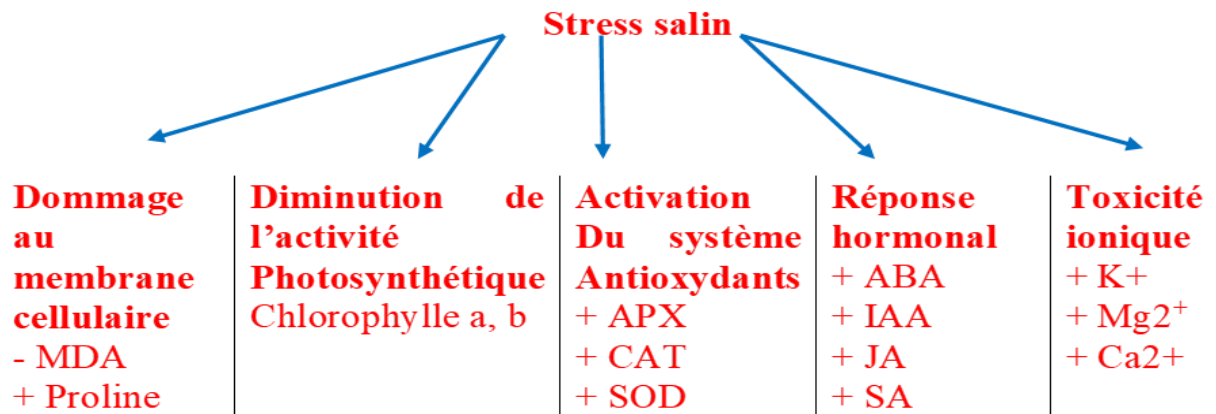 Stress salin
Dommage
au
membrane
cellulaire
- MDA
+ Proline
Diminution de
l’activité
Photosynthétique
Chlorophylle a, b
Activation
Du système
Antioxydants
+ APX
+ CAT
+ SOD
Réponse
hormonal
+ ABA
+ IAA
+ JA
+ SA
Toxicité
ionique
+ K+
+ Mg2⁺
+ Ca2+